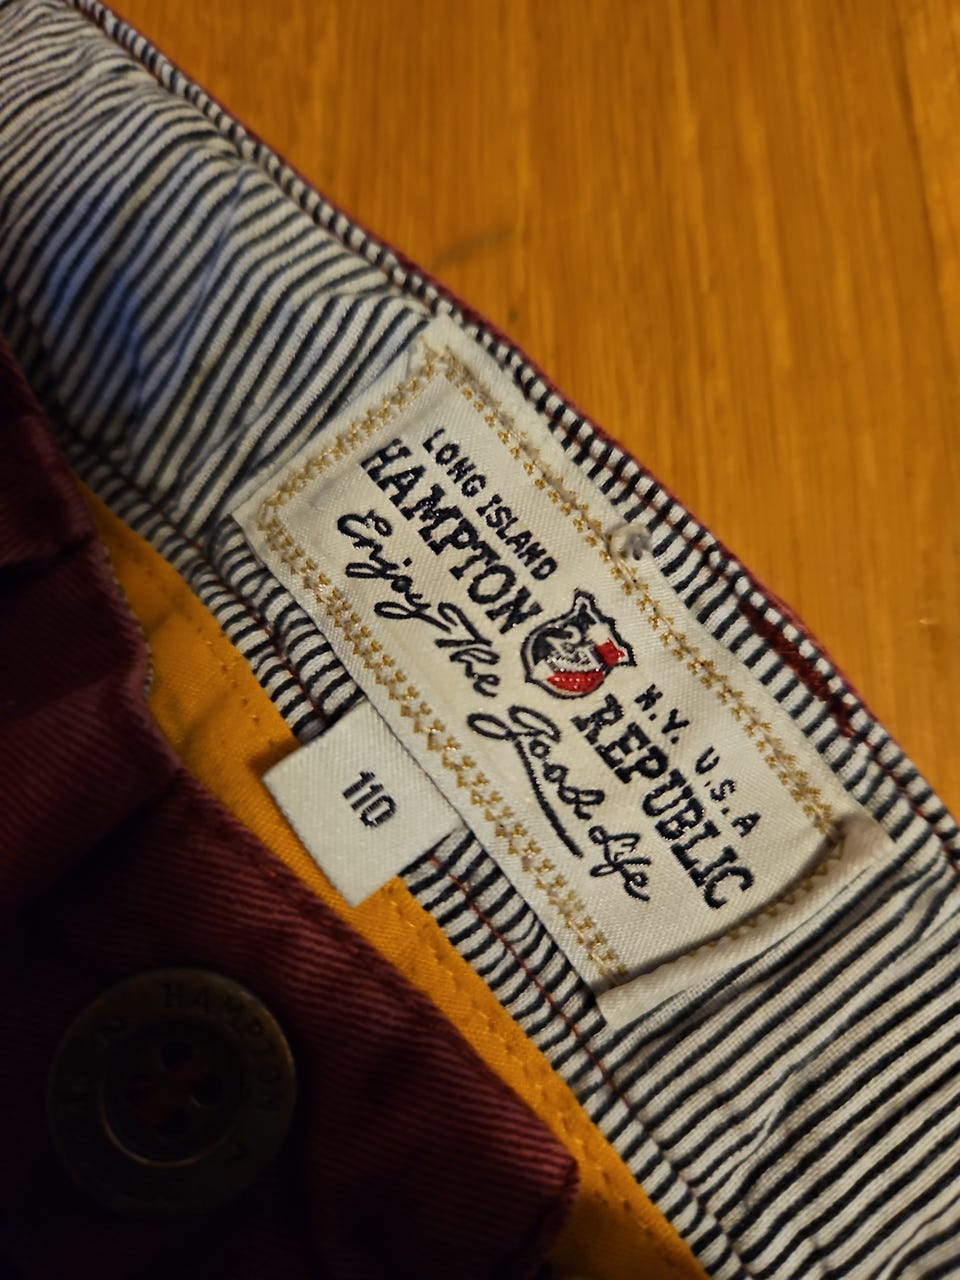 LONG ISLAND N.Y. U.S.A
HAMPTON REPUBLIC
Enjoy The good Life
110
HAMPTON